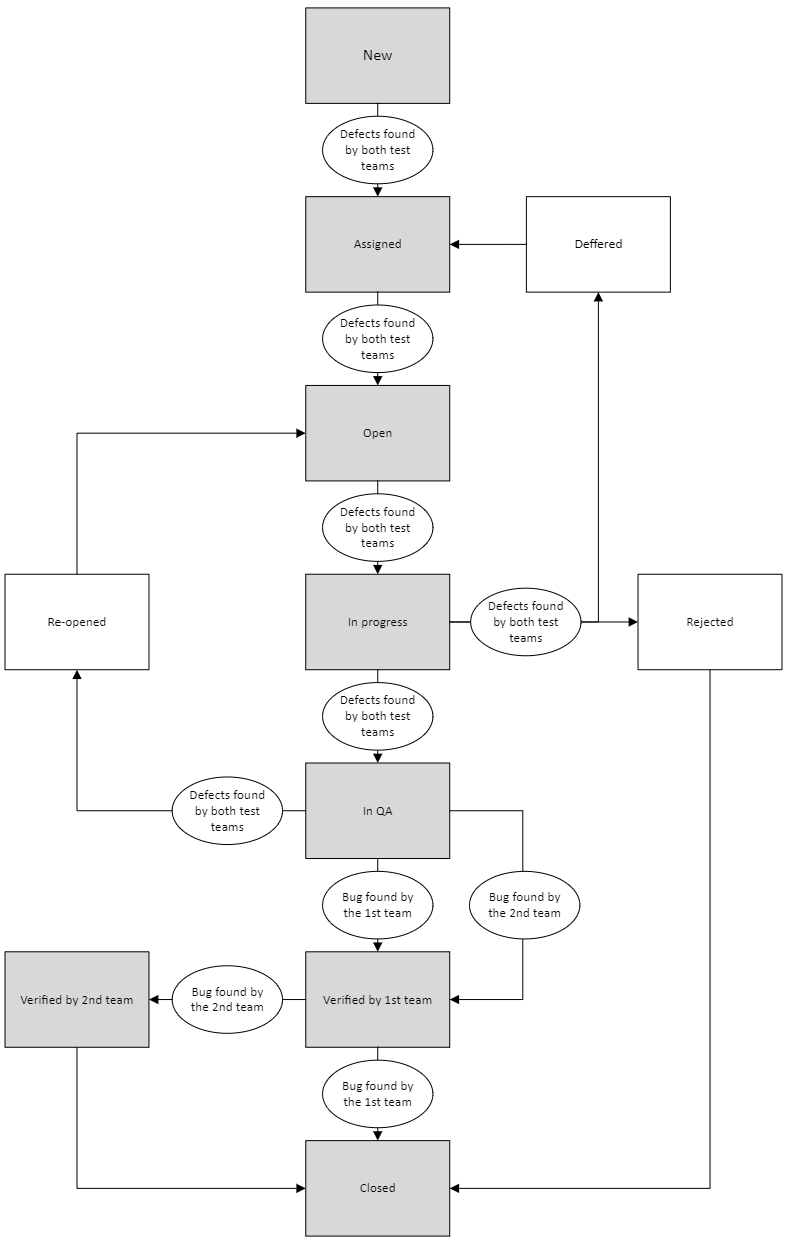 New
Defects found
by both test
teams
Assigned
Deffered
Defects found
by both test
teams
Open
Defects found
by both test
teams
Re-opened
In progress
Defects found
by both test
teams
Rejected
Defects found
by both test
teams
Defects found
by both test
teams
In QA
Bug found by
the 1st team
Bug found by
the 2nd team
Verified by 2nd team
Bug found by
the 2nd team
Verified by 1st team
Bug found by
the 1st team
Closed